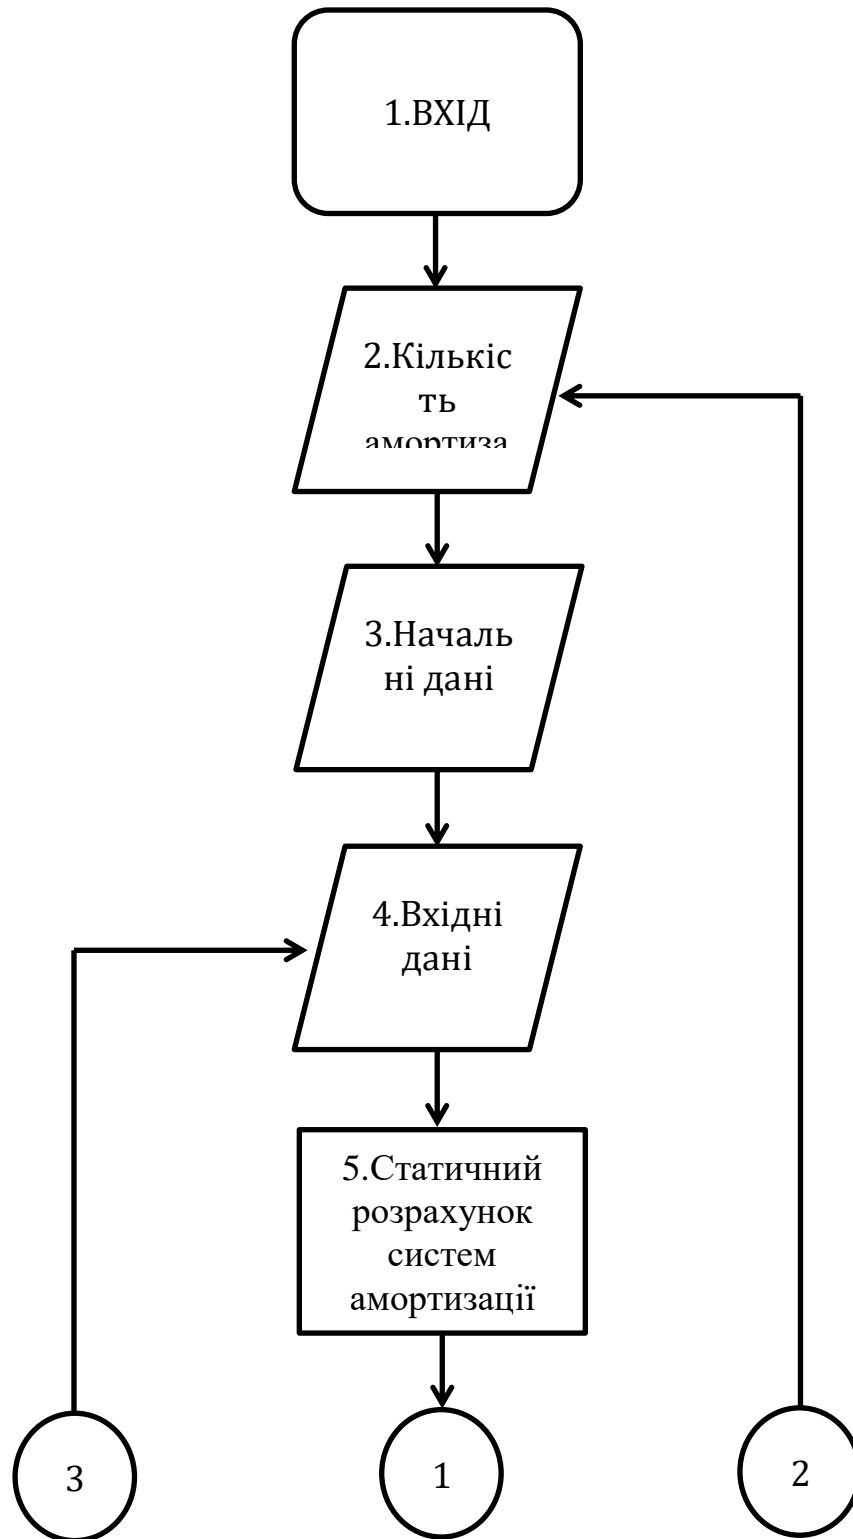 1.ВХІД
2.Кількіс
ть
амортиза
3.Началь
ні дані
4.Вхідні
дані
5.Статичний
розрахунок
систем
амортизації
3
1
2